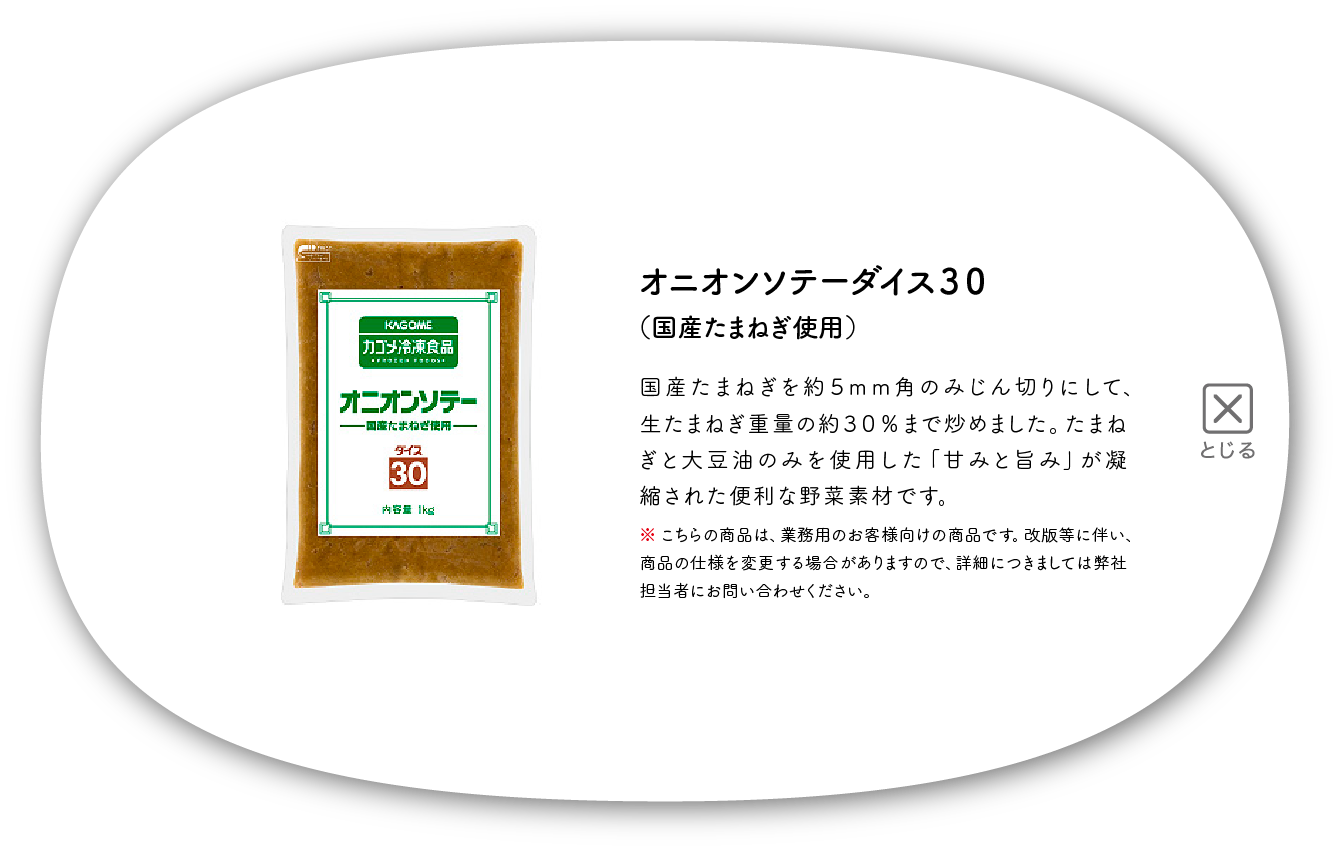 KAGOME
カゴメ冷凍食品
オニオンソテー
国産たまねぎ使用
ダイス
30
内容量 1kg
オニオンソテーダイス30
（国産たまねぎ使用）
国産たまねぎを約5mm角のみじん切りにして、
生たまねぎ重量の約30％まで炒めました。たまね
ぎと大豆油のみを使用した「甘みと旨み」が凝
縮された便利な野菜素材です。
※ こちらの商品は、業務用のお客様向けの商品です。改版等に伴い、
商品の仕様を変更する場合がありますので、詳細につきましては弊社
担当者にお問い合わせください。
とじる